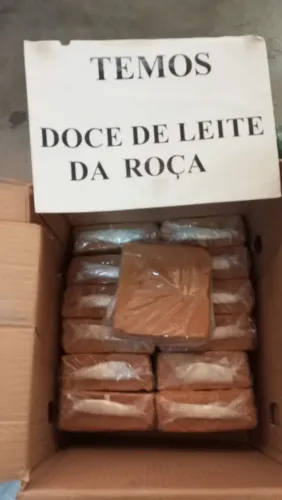 TEMOS
DOCE DE LEITE
DA ROÇA